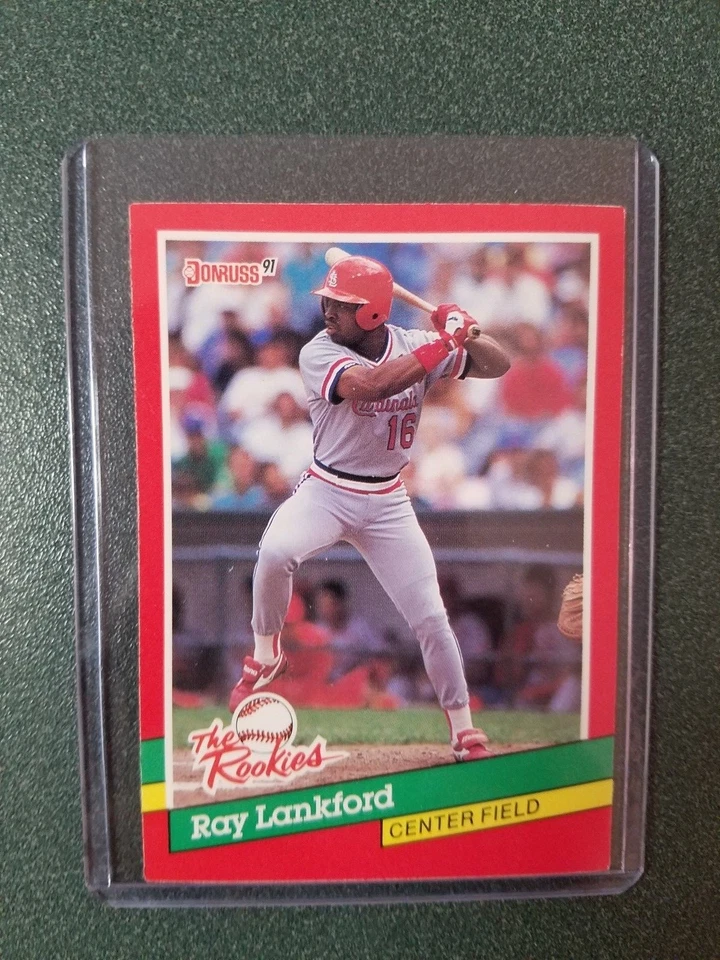 DONRUSS 91
Cardinals
16
The
Rookies
Ray Lankford
CENTER FIELD